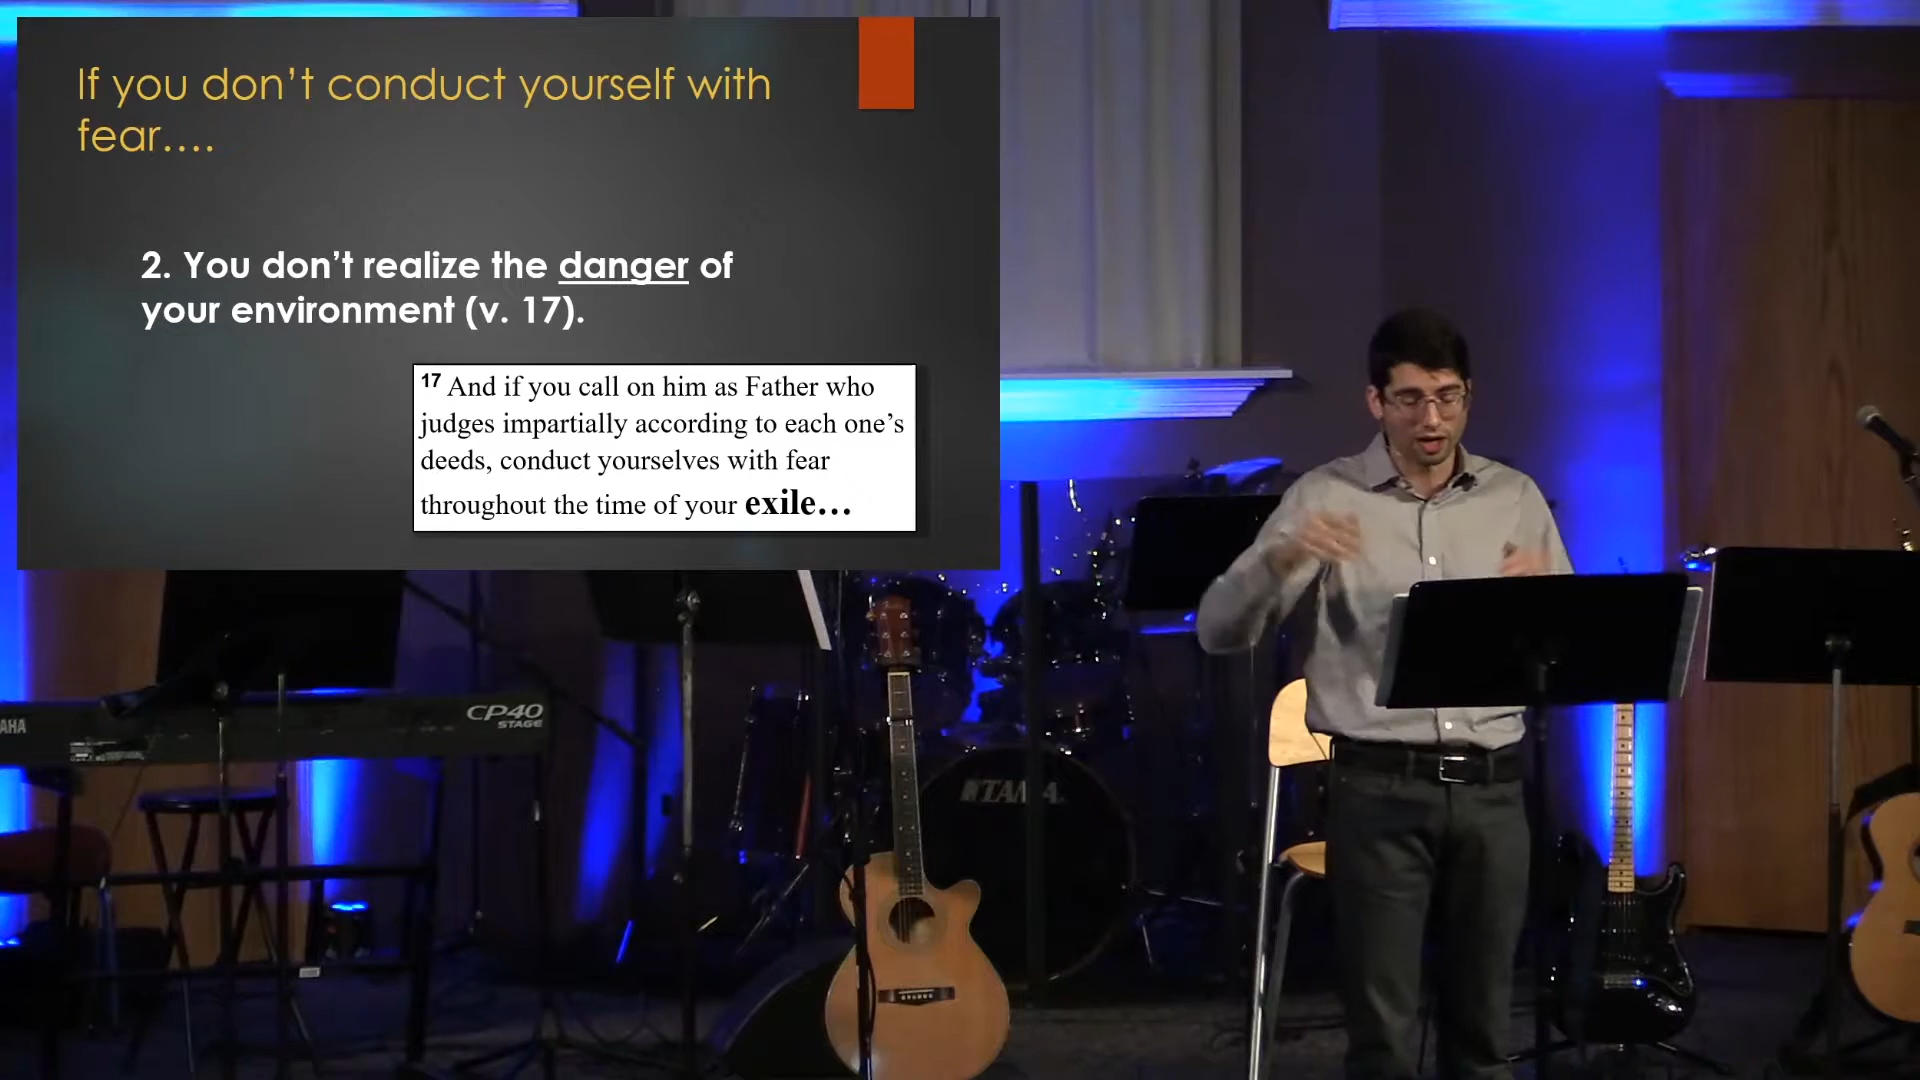 If you don't conduct yourself with
fear....
2. You don't realize the danger of
your environment (v. 17).
17 And if you call on him as Father who
judges impartially according to each one's
deeds, conduct yourselves with fear
throughout the time of your exile...
AHA
CP40
STAGE
TAMA